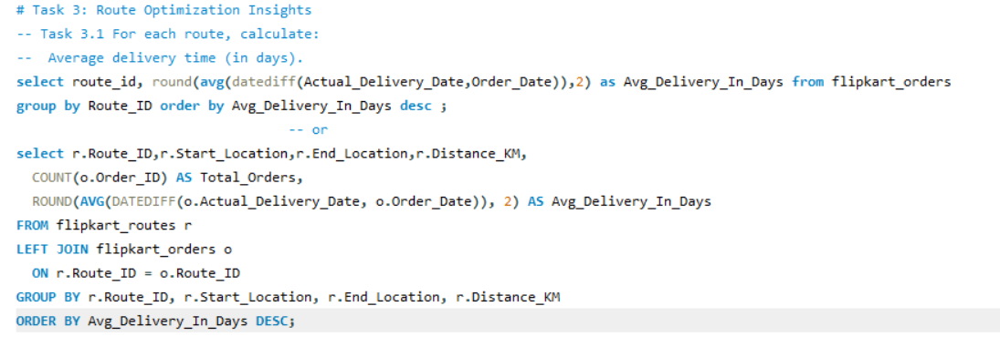 # Task 3: Route Optimization Insights
-- Task 3.1 For each route, calculate:
--  Average delivery time (in days).
select route_id, round(avg(datediff(Actual_Delivery_Date,Order_Date)),2) as Avg_Delivery_In_Days from flipkart_orders
group by Route_ID order by Avg_Delivery_In_Days desc ;
-- or
select r.Route_ID,r.Start_Location,r.End_Location,r.Distance_KM,
COUNT(o.Order_ID) AS Total_Orders,
ROUND(AVG(DATEDIFF(o.Actual_Delivery_Date, o.Order_Date)), 2) AS Avg_Delivery_In_Days
FROM flipkart_routes r
LEFT JOIN flipkart_orders o
ON r.Route_ID = o.Route_ID
GROUP BY r.Route_ID, r.Start_Location, r.End_Location, r.Distance_KM
ORDER BY Avg_Delivery_In_Days DESC;